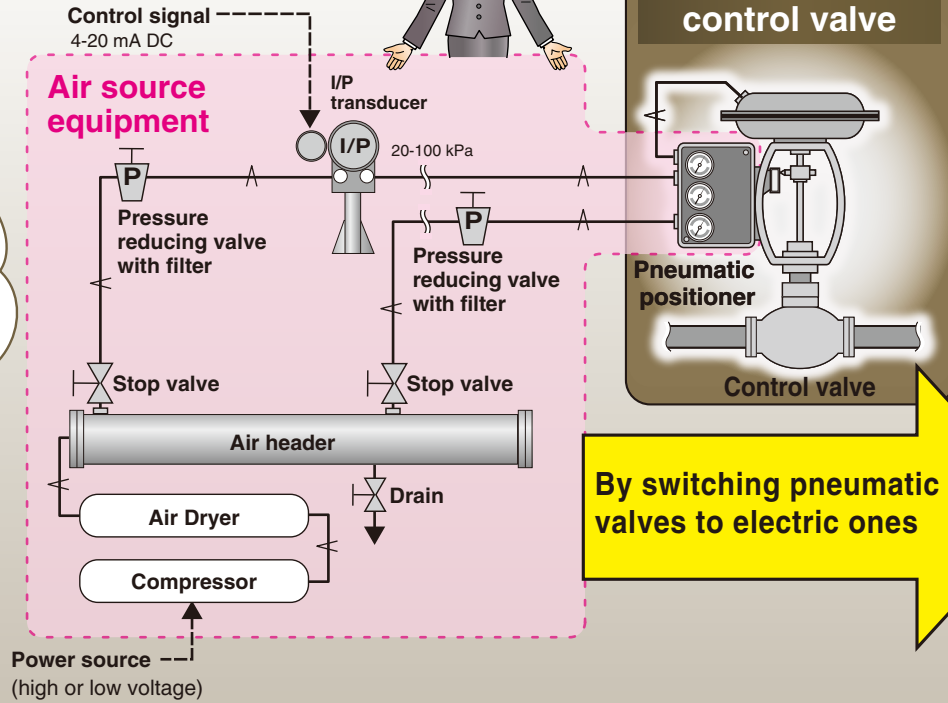 Control signal
4-20 mA DC
control valve
Air source
equipment
I/P
transducer
I/P
20-100 kPa
P
Pressure
reducing valve
with filter
P
Pressure
reducing valve
with filter
Pneumatic
positioner
Stop valve
Stop valve
Control valve
Air header
Drain
Air Dryer
Compressor
By switching pneumatic
valves to electric ones
Power source
(high or low voltage)